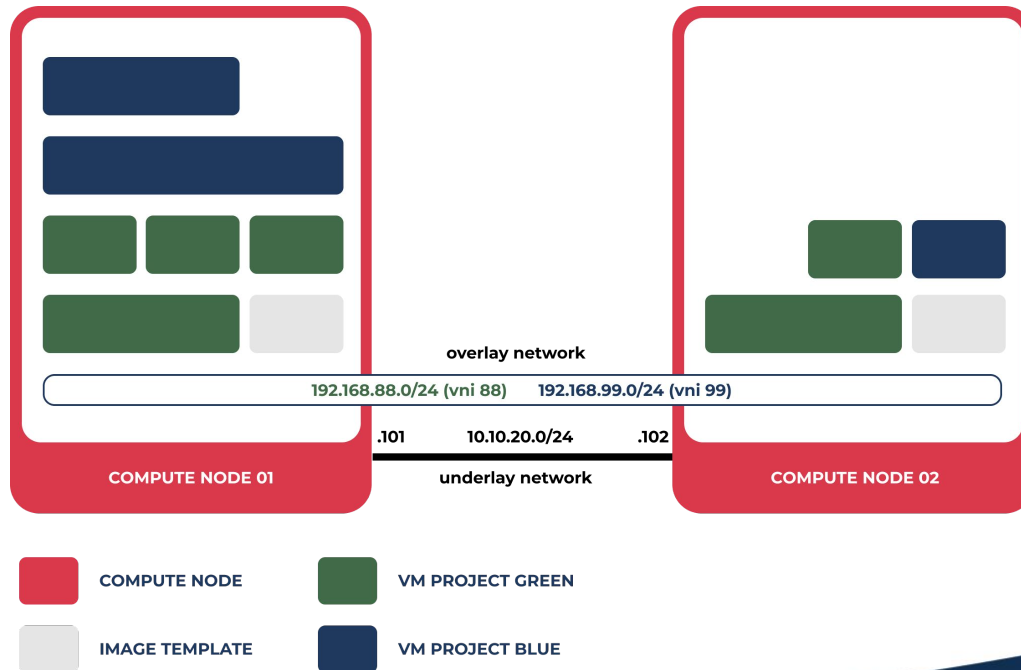 overlay network
192.168.88.0/24 (vni 88) 192.168.99.0/24 (vni 99)
.101 10.10.20.0/24 .102
COMPUTE NODE 01 underlay network COMPUTE NODE 02
COMPUTE NODE VM PROJECT GREEN
IMAGE TEMPLATE VM PROJECT BLUE